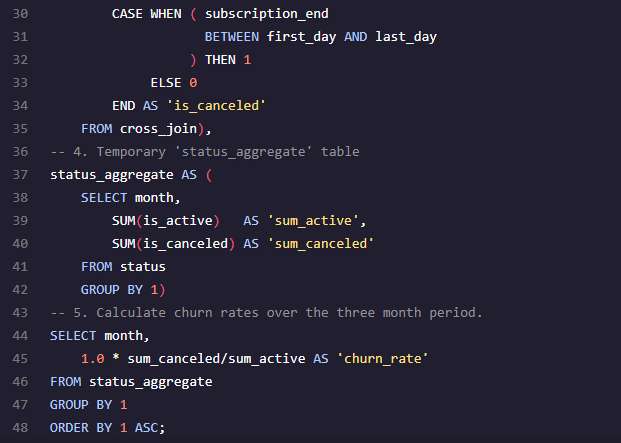 30 CASE WHEN ( subscription_end
31 BETWEEN first_day AND last_day
32 ) THEN 1
33 ELSE 0
34 END AS 'is_canceled'
35 FROM cross_join),
36 -- 4. Temporary 'status_aggregate' table
37 status_aggregate AS (
38 SELECT month,
39 SUM(is_active) AS 'sum_active',
40 SUM(is_canceled) AS 'sum_canceled'
41 FROM status
42 GROUP BY 1)
43 -- 5. Calculate churn rates over the three month period.
44 SELECT month,
45 1.0 * sum_canceled/sum_active AS 'churn_rate'
46 FROM status_aggregate
47 GROUP BY 1
48 ORDER BY 1 ASC;